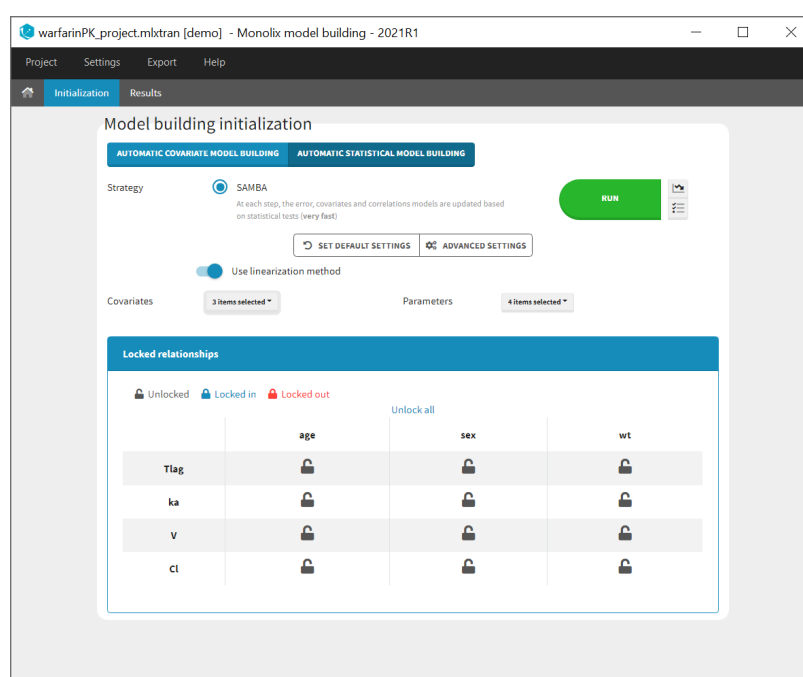 warfarinPK_project.mlxtran [demo] - Monolix model building - 2021R1
Project Settings Export Help
Initialization Results
Model building initialization
AUTOMATIC COVARIATE MODEL BUILDING AUTOMATIC STATISTICAL MODEL BUILDING
Strategy SAMBA RUN
At each step, the error, covariates and correlations models are updated based
on statistical tests (very fast)
SET DEFAULT SETTINGS ADVANCED SETTINGS
Use linearization method
Covariates 3 items selected Parameters 4 items selected
Locked relationships
Unlocked Locked in Locked out
Unlock all
age sex wt
Tlag
ka
V
Cl